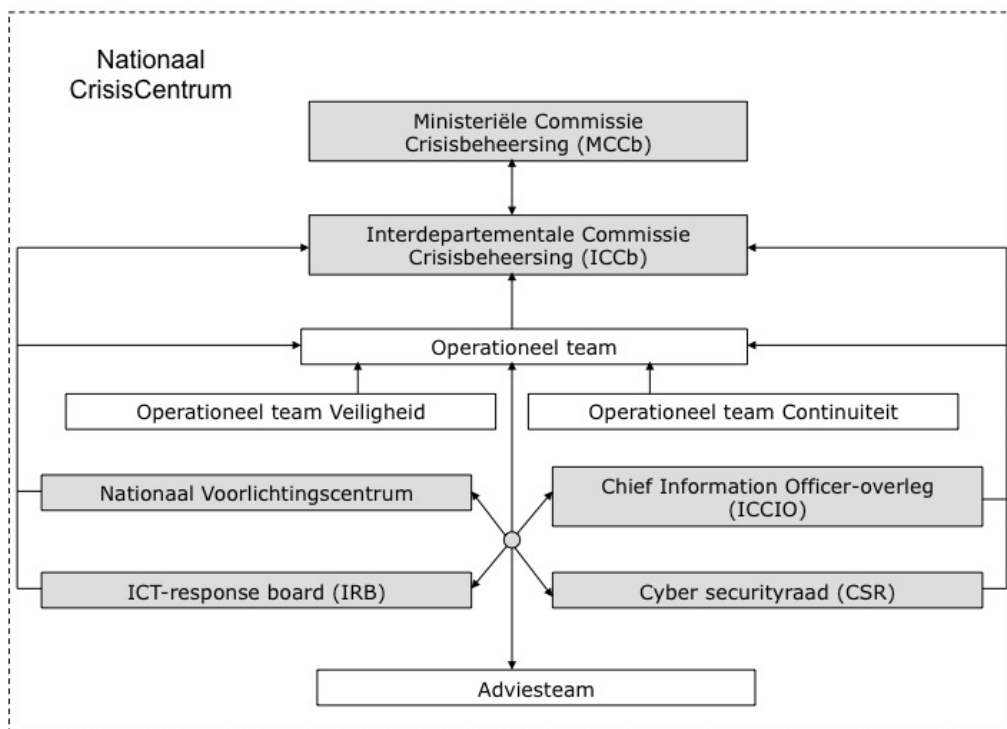 Nationaal
CrisisCentrum
Ministeriële Commissie
Crisisbeheersing (MCCb)
Interdepartementale Commissie
Crisisbeheersing (ICCb)
Operationeel team
Operationeel team Veiligheid
Operationeel team Continuiteit
Nationaal Voorlichtingscentrum
Chief Information Officer-overleg
(ICCIO)
ICT-response board (IRB)
Cyber securityraad (CSR)
Adviesteam